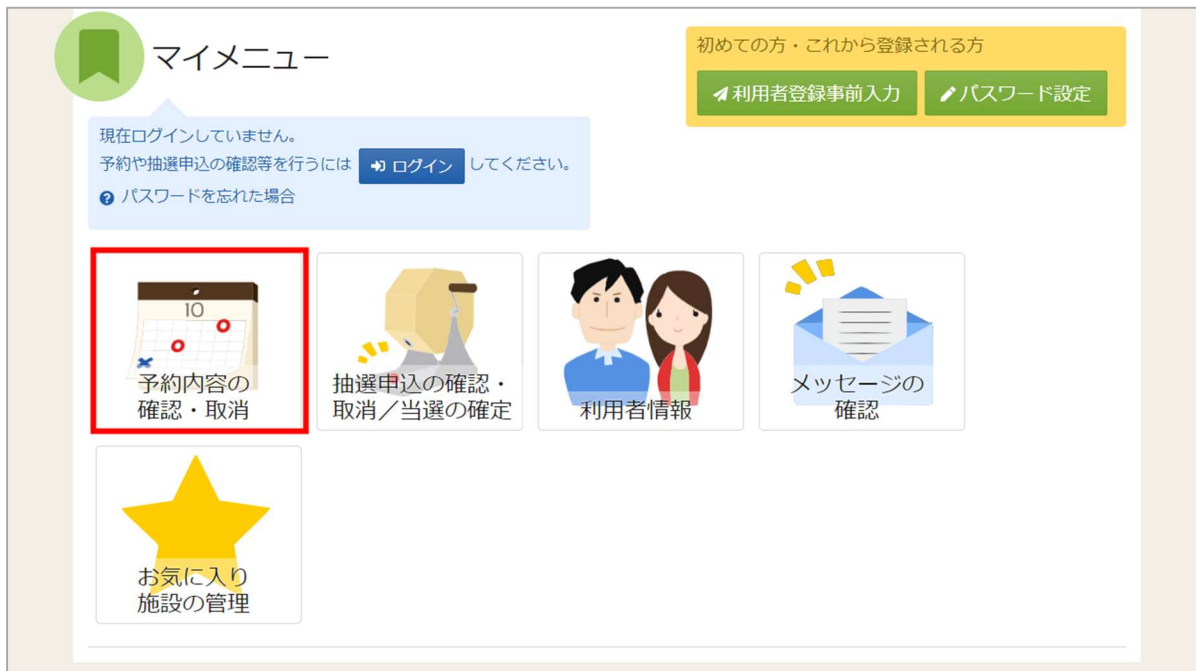 マイメニュー
初めての方・これから登録される方
利用者登録事前入力
パスワード設定
現在ログインしていません。
予約や抽選申込の確認等を行うには ログイン してください。
パスワードを忘れた場合
10
予約内容の
確認・取消
抽選申込の確認・
取消／当選の確定
利用者情報
メッセージの
確認
お気に入り
施設の管理